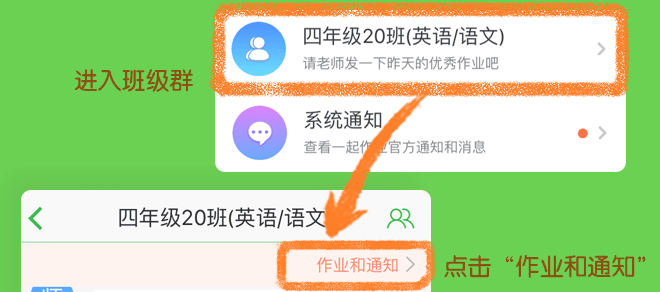 四年级20班(英语/语文)
请老师发一下昨天的优秀作业吧
进入班级群
系统通知
查看一起作业官方通知和消息
四年级20班(英语/语文
作业和通知
点击“作业和通知”